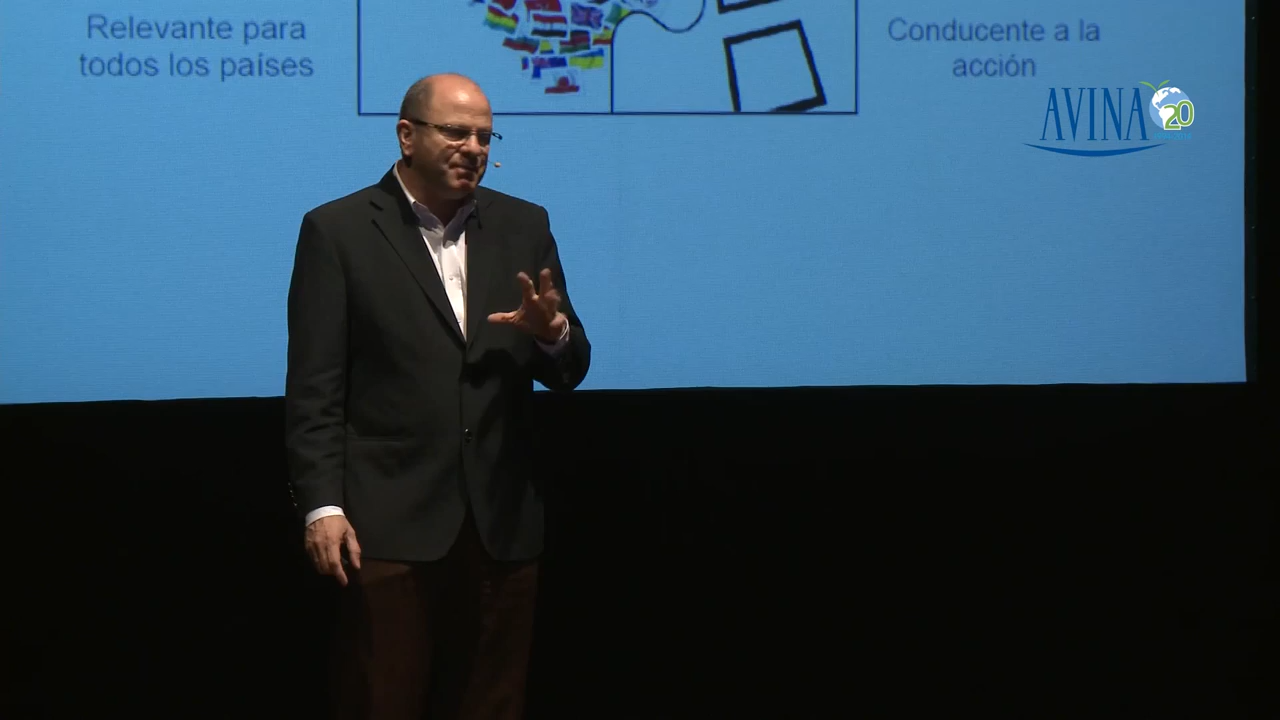 Relevante para
todos los países
Conducente a la
acción
AVINA
20